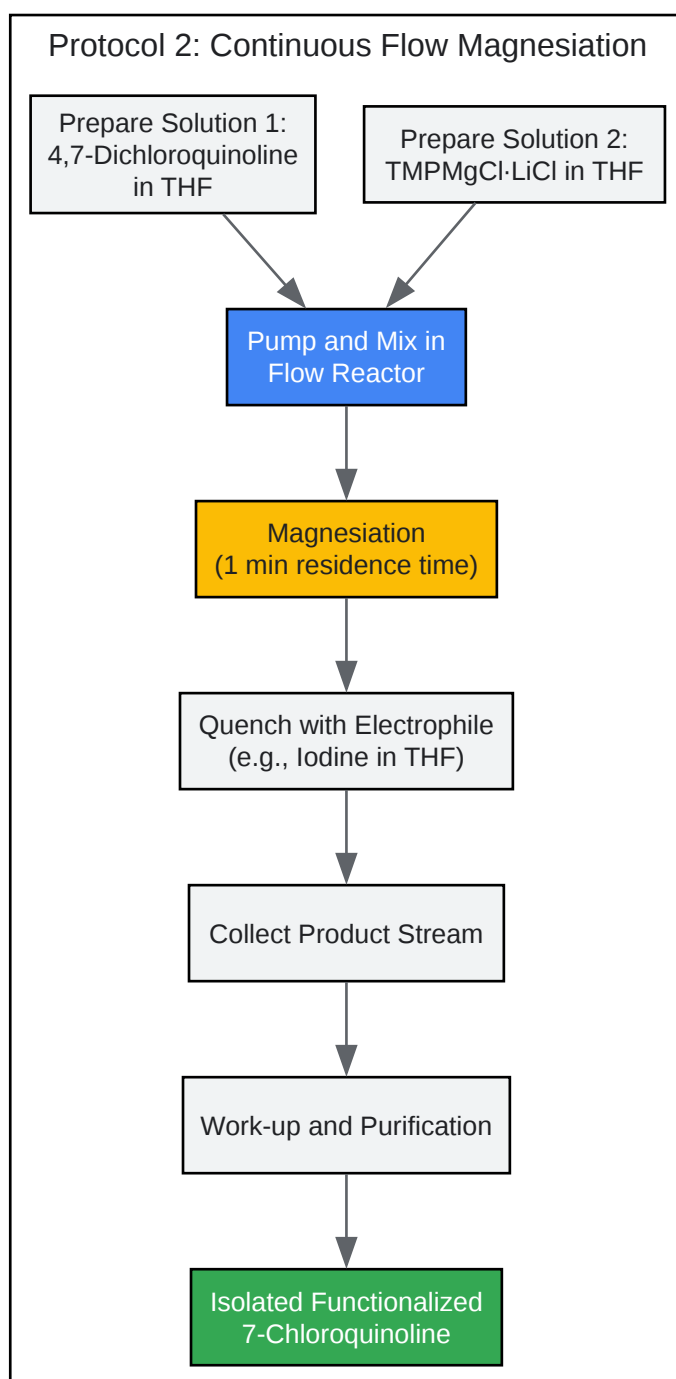 Protocol 2: Continuous Flow Magnesiation
Prepare Solution 1:
4,7-Dichloroquinoline
in THF
Prepare Solution 2:
TMPMgCl·LiCl in THF
Pump and Mix in
Flow Reactor
Magnesiation
(1 min residence time)
Quench with Electrophile
(e.g., Iodine in THF)
Collect Product Stream
Work-up and Purification
Isolated Functionalized
7-Chloroquinoline